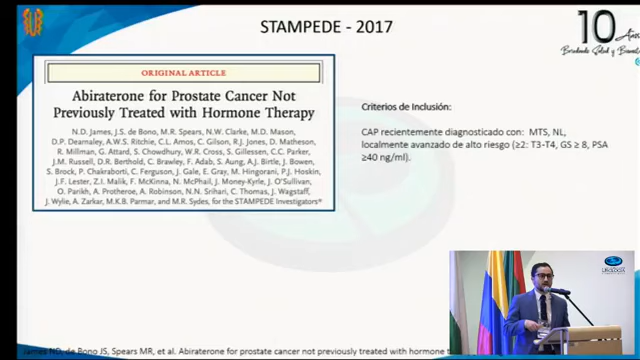 STAMPEDE - 2017
10 Años
ORIGINAL ARTICLE
Abiraterone for Prostate Cancer Not
Previously Treated with Hormone Therapy
N.D. James, J.S. de Bono, M.R. Spears, N.W. Clarke, M.D. Mason,
D.P. Dearnaley, A.W.S. Ritchie, C.L. Amos, C. Gilson, R.J. Jones, D. Matheson,
R. Millman, G. Attard, S. Chowdhury, W.R. Cross, S. Gillessen, C.C. Parker,
J.M. Russell, D.R. Berthold, C. Brawley, F. Adab, S. Aung, A.J. Birtle, J. Bowen,
S. Brock, P. Chakraborti, C. Ferguson, J. Gale, E. Gray, M. Hingorani, P.J. Hoskin,
J.F. Lester, Z.I. Malik, F. McKinna, N. McPhail, J. Money-Kyrle, J. O'Sullivan,
O. Parikh, A. Protheroe, A. Robinson, N.N. Srihari, C. Thomas, J. Wagstaff,
J. Wylie, A. Zarkar, M.K.B. Parmar, and M.R. Sydes, for the STAMPEDE Investigators*
Criterios de Inclusión:
CAP recientemente diagnosticado con: MTS, NL,
localmente avanzado de alto riesgo (≥2: T3-T4, GS ≥ 8, PSA
≥40 ng/ml).
James ND, de Bono JS, Spears MR, et al. Abiraterone for prostate cancer not previously treated with hormone